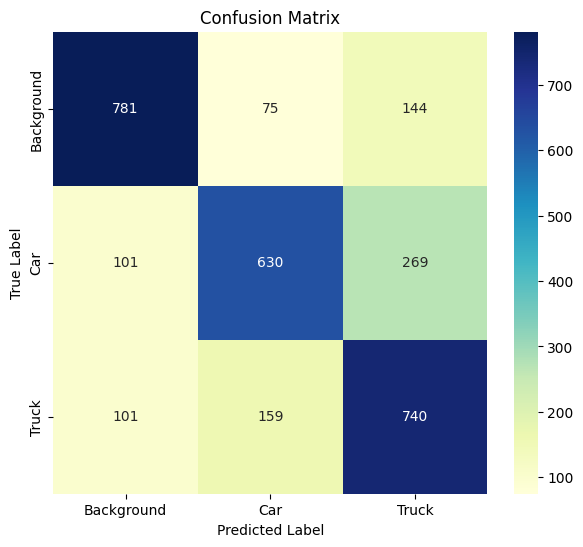 Confusion Matrix
Background
781
75
144
Car
101
630
269
Truck
101
159
740
Background
Car
Truck
Predicted Label
True Label
700
600
500
400
300
200
100